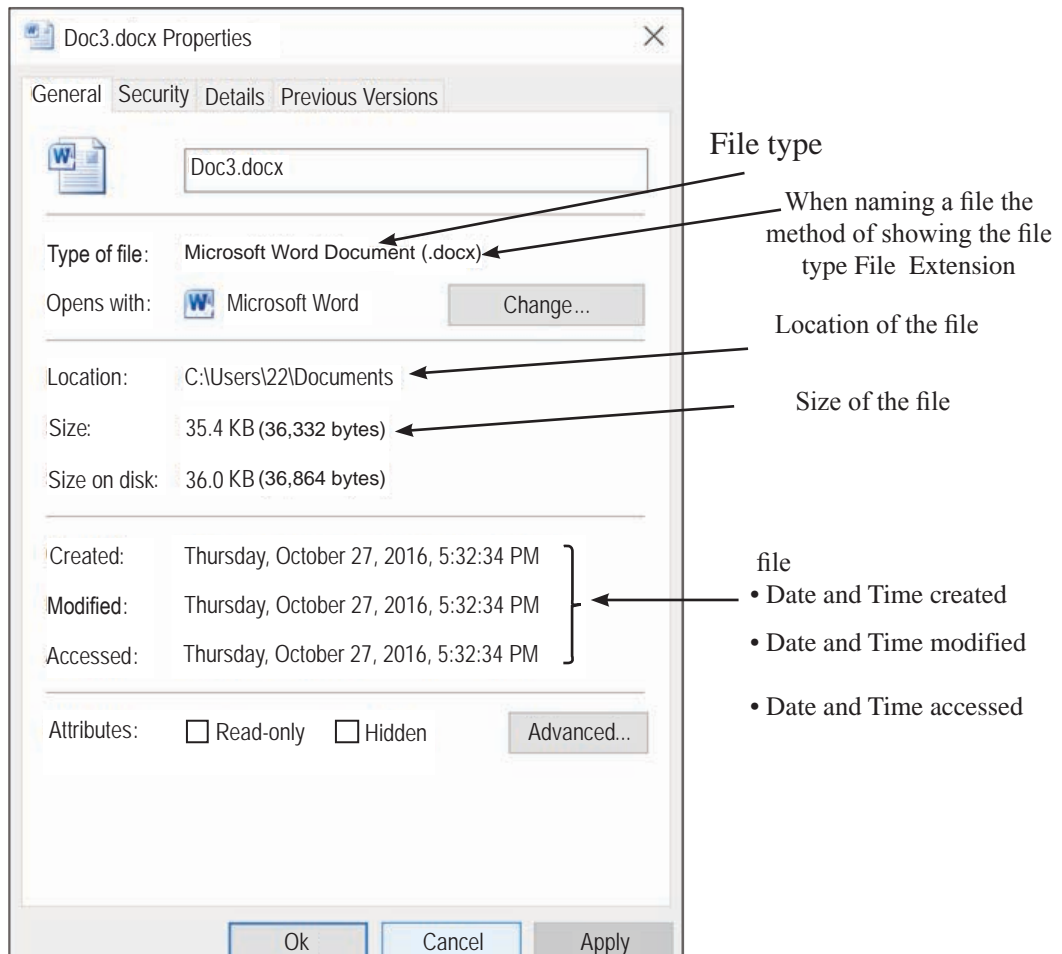 Doc3.docx Properties
General Security Details Previous Versions
Doc3.docx
Type of file: Microsoft Word Document (.docx)
Opens with: Microsoft Word Change...
Location: C:\Users\22\Documents
Size: 35.4 KB (36,332 bytes)
Size on disk: 36.0 KB (36,864 bytes)
Created: Thursday, October 27, 2016, 5:32:34 PM
Modified: Thursday, October 27, 2016, 5:32:34 PM
Accessed: Thursday, October 27, 2016, 5:32:34 PM
Attributes: Read-only Hidden Advanced...
Ok Cancel Apply
File type
When naming a file the
method of showing the file
type File Extension
Location of the file
Size of the file
file
• Date and Time created
• Date and Time modified
• Date and Time accessed